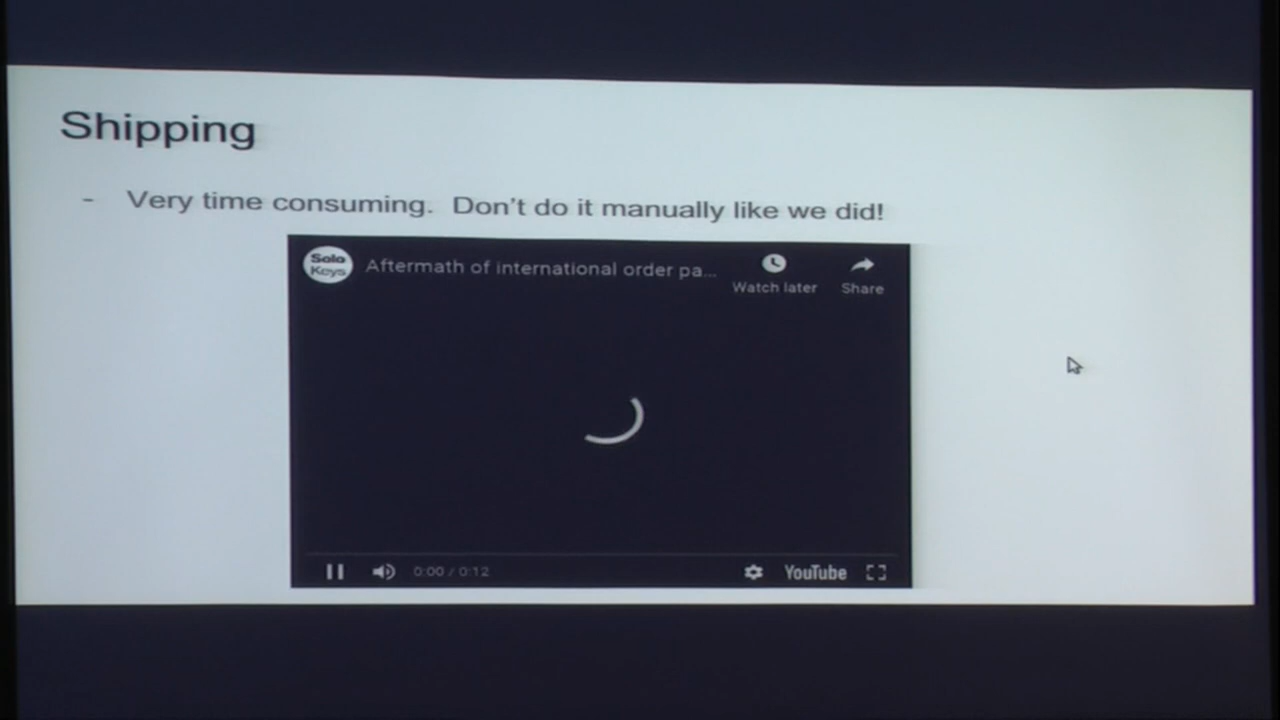 Shipping
- Very time consuming. Don't do it manually like we did!
Solo
Keys
Aftermath of international order pa...
Watch later
Share
0:00 / 0:12
YouTube